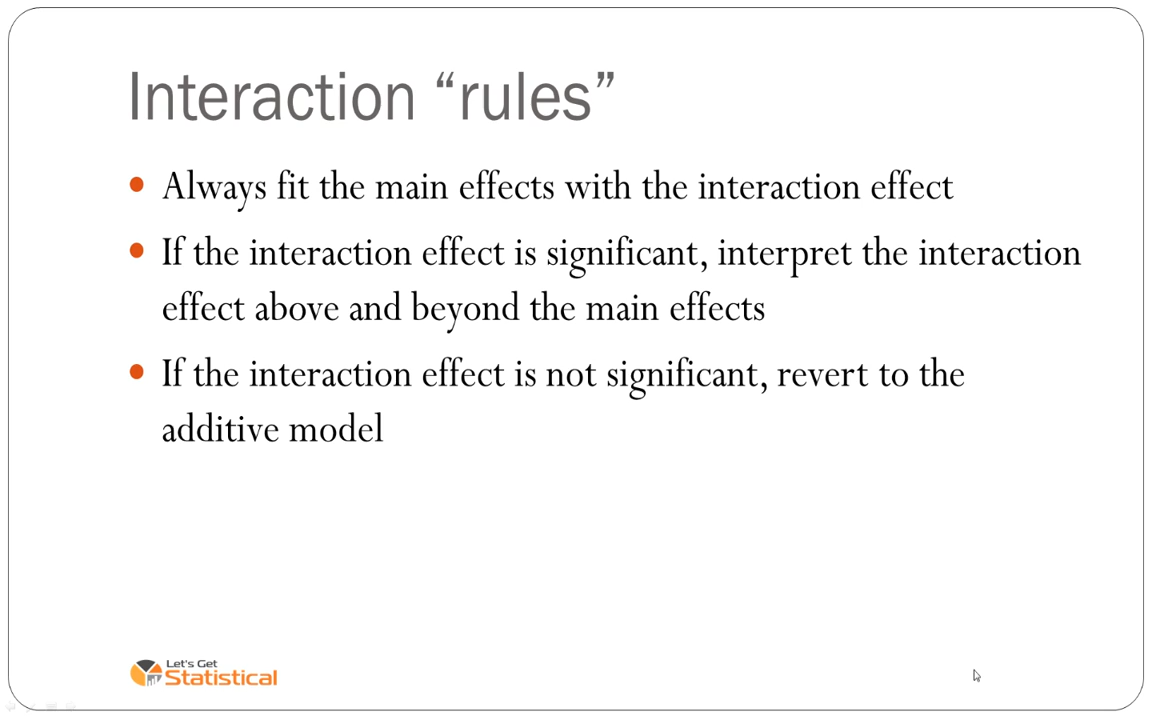 Interaction “rules”
Always fit the main effects with the interaction effect
If the interaction effect is significant, interpret the interaction
effect above and beyond the main effects
If the interaction effect is not significant, revert to the
additive model
Let's Get
Statistical